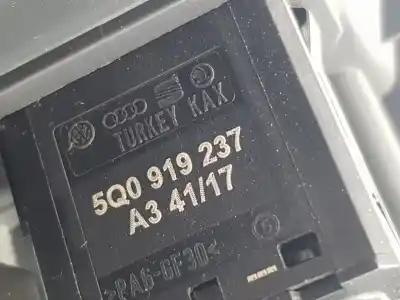 TURKEY KAK
5Q0 919 237
A3 41/17
>PA6-GF30<